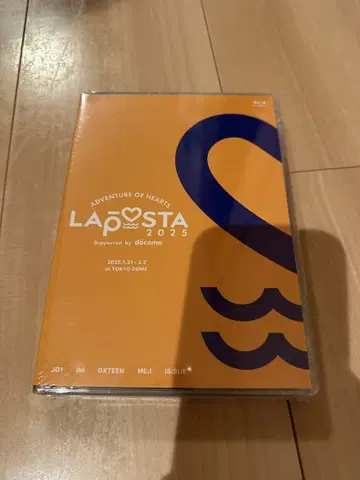 ADVENTURE OF HEARTS
LAPOSTA
2025
Supported by döcomo
2025.1.31 - 2.2
in TOKYO DOME
JO1 INI DXTEEN ME:I IS:SUE